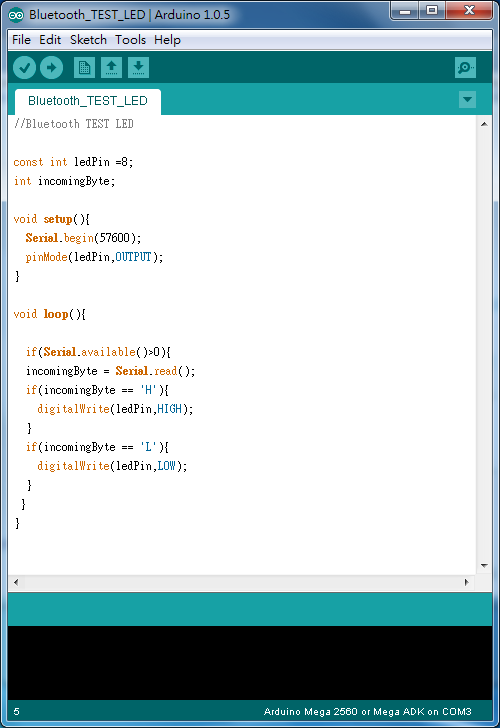 Bluetooth_TEST_LED | Arduino 1.0.5
File Edit Sketch Tools Help
Bluetooth_TEST_LED
//Bluetooth TEST LED
const int ledPin =8;
int incomingByte;
void setup(){
Serial.begin(57600);
pinMode(ledPin,OUTPUT);
}
void loop(){
if(Serial.available()>0){
incomingByte = Serial.read();
if(incomingByte == 'H'){
digitalWrite(ledPin,HIGH);
}
if(incomingByte == 'L'){
digitalWrite(ledPin,LOW);
}
}
}
5 Arduino Mega 2560 or Mega ADK on COM3